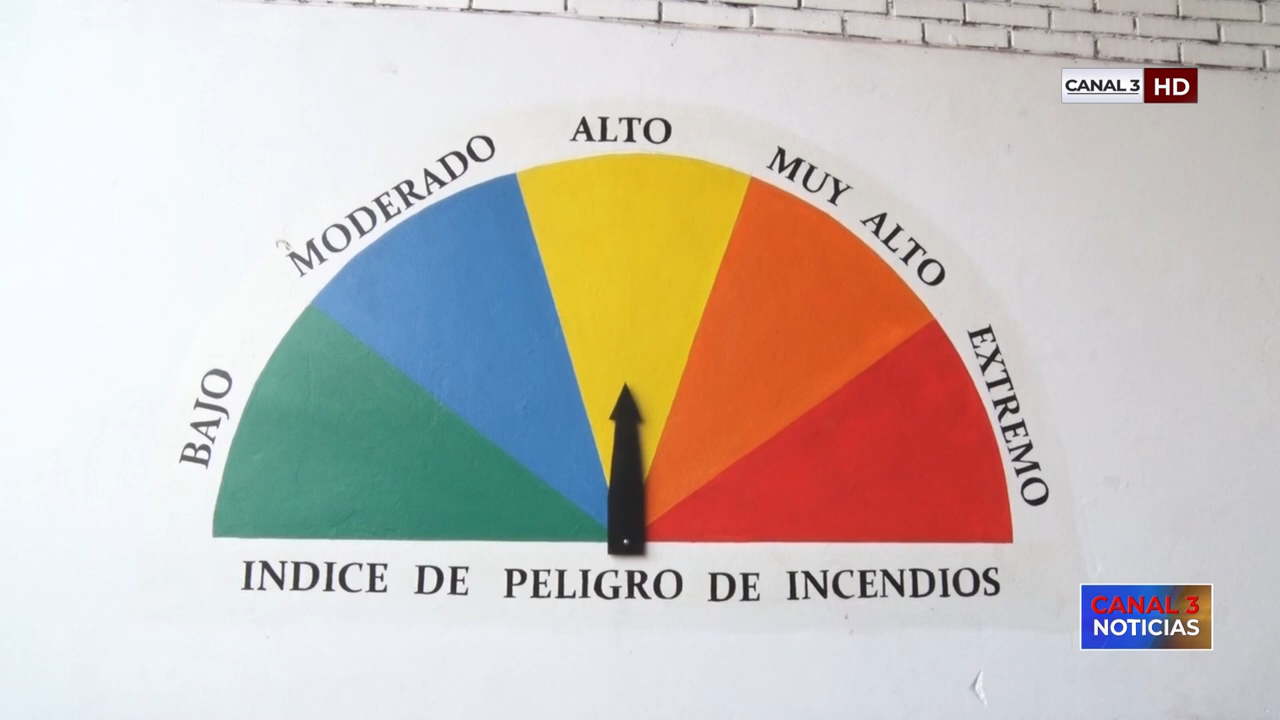 CANAL 3 HD
ALTO
MODERADO
MUY ALTO
BAJO
EXTREMO
INDICE DE PELIGRO DE INCENDIOS
CANAL 3
NOTICIAS